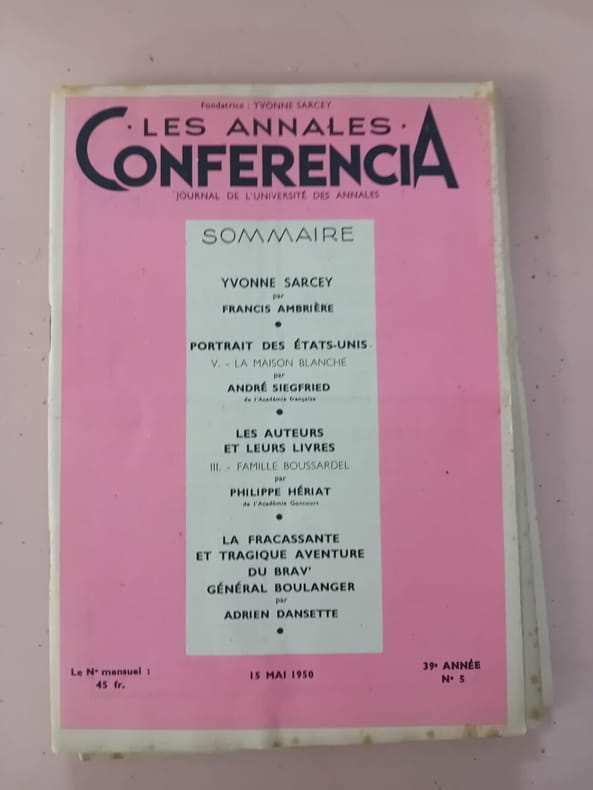 Fondatrice : YVONNE SARCEY
· LES ANNALES ·
CONFERENCIA
JOURNAL DE L'UNIVERSITÉ DES ANNALES
SOMMAIRE
YVONNE SARCEY
par
FRANCIS AMBRIÈRE
PORTRAIT DES ÉTATS-UNIS
V. - LA MAISON BLANCHE
par
ANDRÉ SIEGFRIED
de l'Académie française
LES AUTEURS
ET LEURS LIVRES
III. - FAMILLE BOUSSARDEL
par
PHILIPPE HÉRIAT
de l'Académie Goncourt
LA FRACASSANTE
ET TRAGIQUE AVENTURE
DU BRAV'
GÉNÉRAL BOULANGER
par
ADRIEN DANSETTE
Le Nº mensuel :
45 fr.
15 MAI 1950
39e ANNÉE
Nº 5